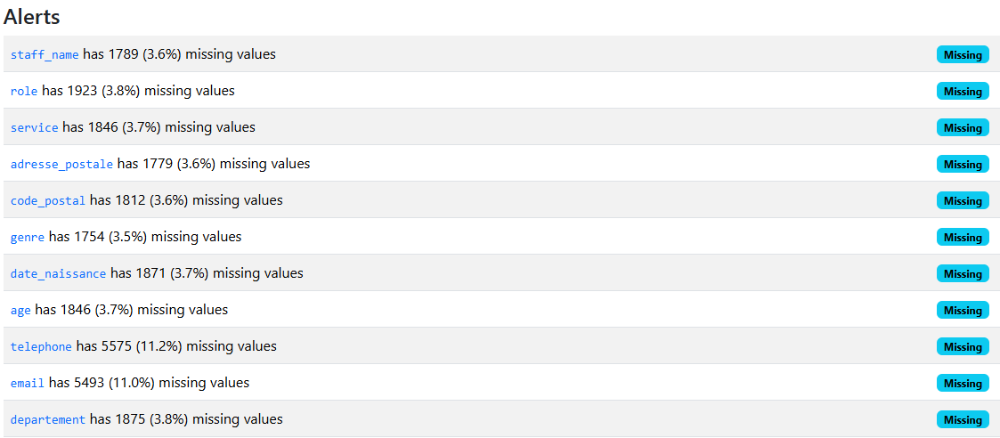 Alerts
staff_name has 1789 (3.6%) missing values Missing
role has 1923 (3.8%) missing values Missing
service has 1846 (3.7%) missing values Missing
adresse_postale has 1779 (3.6%) missing values Missing
code_postal has 1812 (3.6%) missing values Missing
genre has 1754 (3.5%) missing values Missing
date_naissance has 1871 (3.7%) missing values Missing
age has 1846 (3.7%) missing values Missing
telephone has 5575 (11.2%) missing values Missing
email has 5493 (11.0%) missing values Missing
departement has 1875 (3.8%) missing values Missing